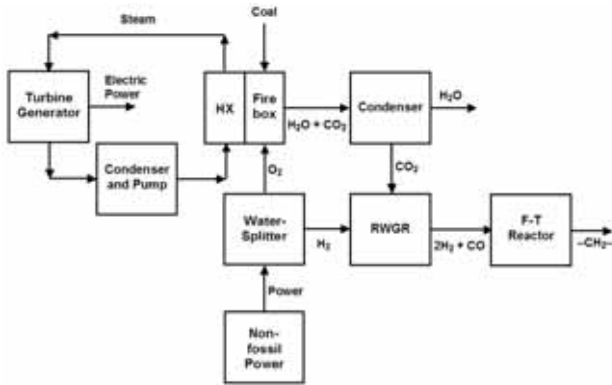 Steam
Coal
Turbine
Generator
Electric
Power
HX
Fire
box
H₂O + CO₂
Condenser
H₂O
Condenser
and Pump
O₂
CO₂
Water-
Splitter
H₂
RWGR
2H₂ + CO
F-T
Reactor
–CH₂–
Power
Non-
fossil
Power